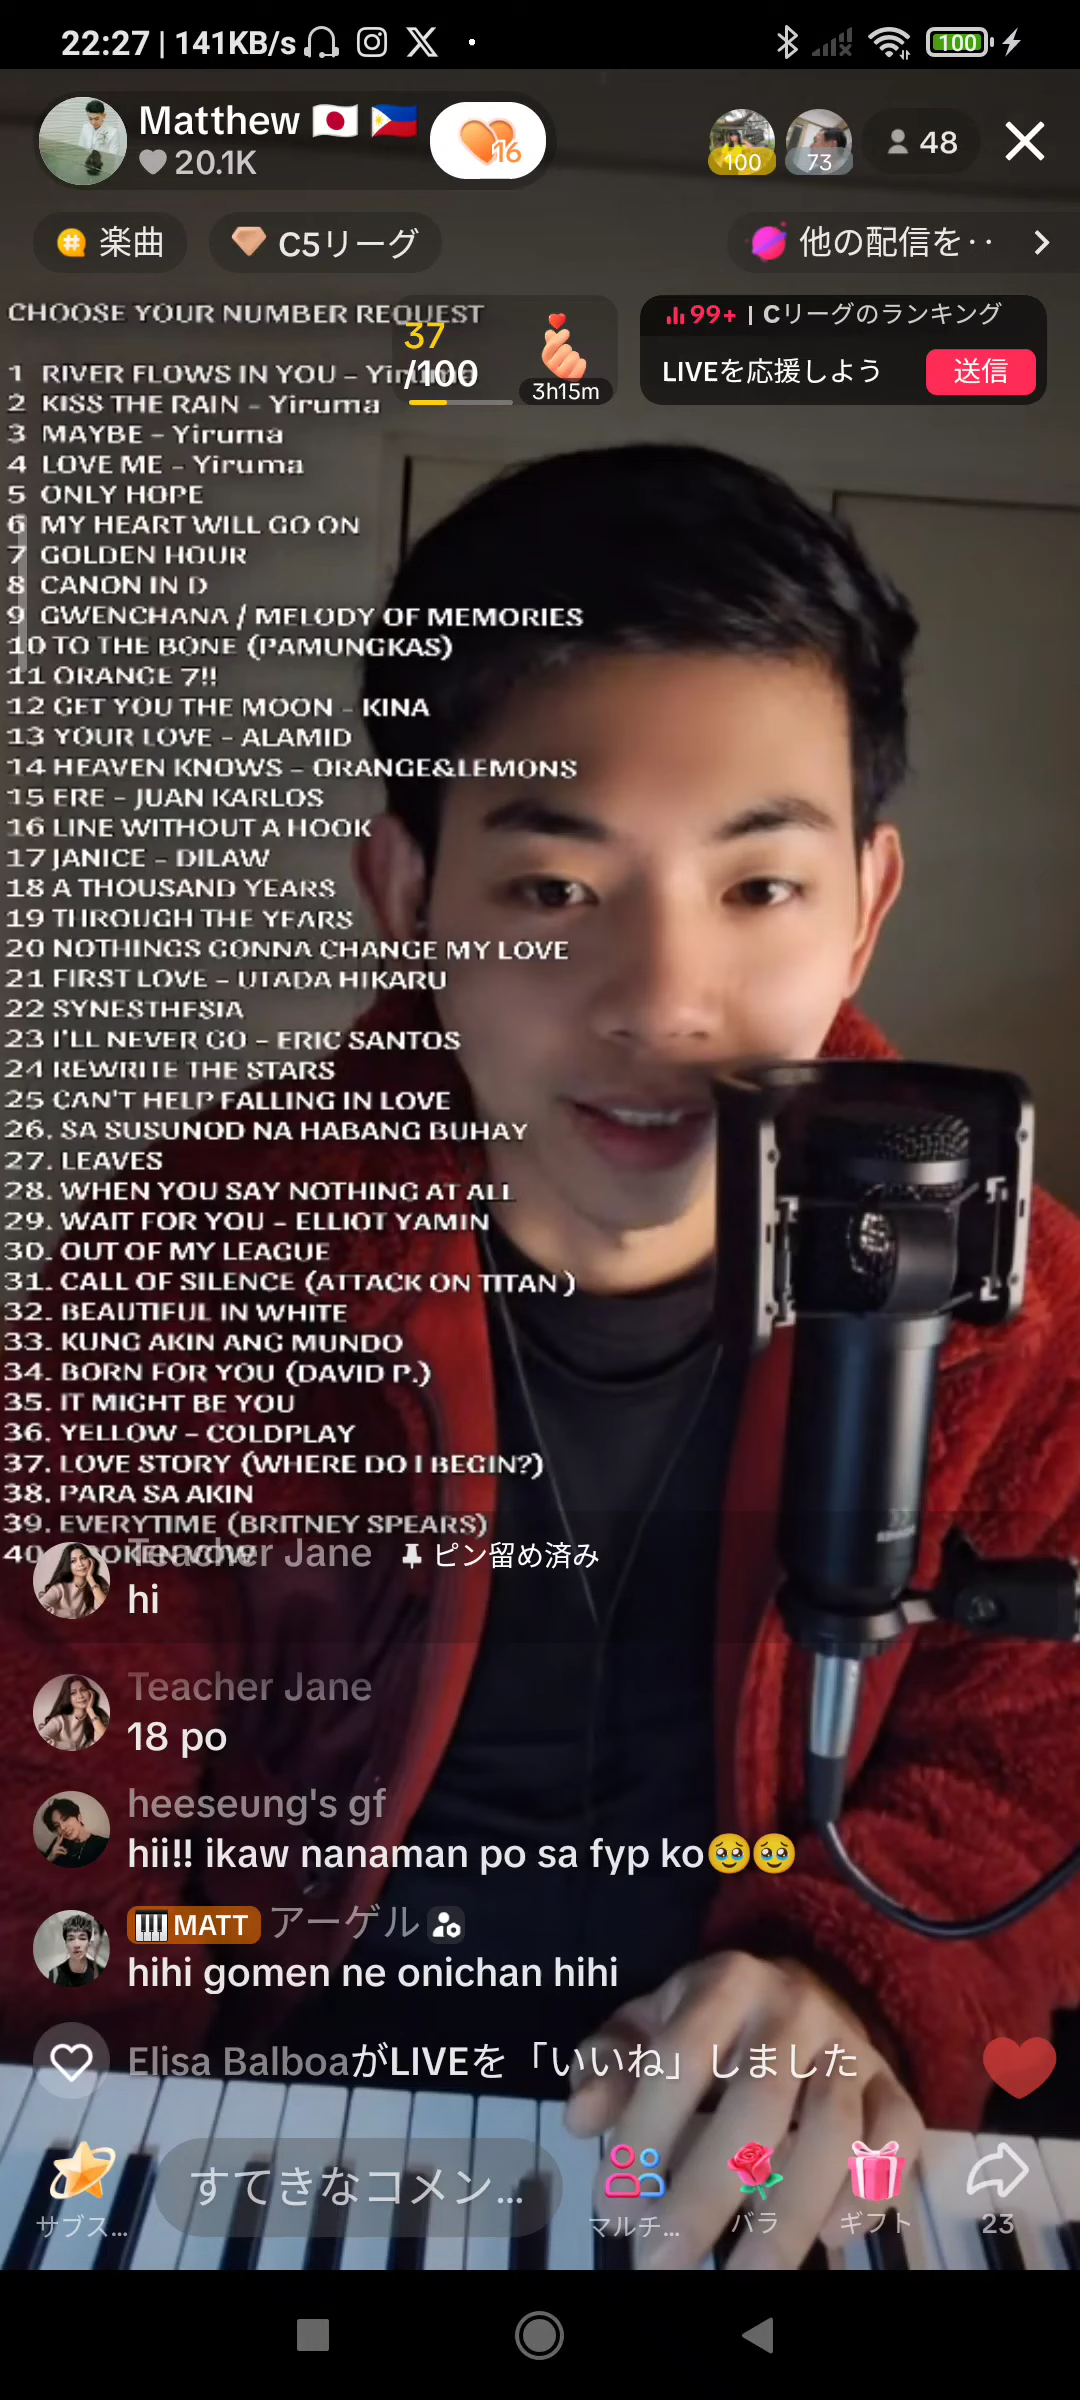 22:27 | 141KB/s
100
Matthew 🇯🇵 🇵🇭
20.1K
16
100
73
48
楽曲
C5リーグ
他の配信を··
CHOOSE YOUR NUMBER REQUEST
37
/100
3h15m
99+ | Cリーグのランキング
LIVEを応援しよう
送信
1 RIVER FLOWS IN YOU - Yiruma
2 KISS THE RAIN - Yiruma
3 MAYBE - Yiruma
4 LOVE ME - Yiruma
5 ONLY HOPE
6 MY HEART WILL GO ON
7 GOLDEN HOUR
8 CANON IN D
9 GWENCHANA / MELODY OF MEMORIES
10 TO THE BONE (PAMUNGKAS)
11 ORANGE 7!!
12 GET YOU THE MOON - KINA
13 YOUR LOVE - ALAMID
14 HEAVEN KNOWS - ORANGE&LEMONS
15 ERE - JUAN KARLOS
16 LINE WITHOUT A HOOK
17 JANICE - DILAW
18 A THOUSAND YEARS
19 THROUGH THE YEARS
20 NOTHINGS GONNA CHANGE MY LOVE
21 FIRST LOVE - UTADA HIKARU
22 SYNESTHESIA
23 I'LL NEVER GO - ERIC SANTOS
24 REWRITE THE STARS
25 CAN'T HELP FALLING IN LOVE
26. SA SUSUNOD NA HABANG BUHAY
27. LEAVES
28. WHEN YOU SAY NOTHING AT ALL
29. WAIT FOR YOU - ELLIOT YAMIN
30. OUT OF MY LEAGUE
31. CALL OF SILENCE (ATTACK ON TITAN )
32. BEAUTIFUL IN WHITE
33. KUNG AKIN ANG MUNDO
34. BORN FOR YOU (DAVID P.)
35. IT MIGHT BE YOU
36. YELLOW - COLDPLAY
37. LOVE STORY (WHERE DO I BEGIN?)
38. PARA SA AKIN
39. EVERYTIME (BRITNEY SPEARS)
40
Teacher Jane ピン留め済み
hi
Teacher Jane
18 po
heeseung's gf
hii!! ikaw nanaman po sa fyp ko🥹🥹
MATT アーゲル
hihi gomen ne onichan hihi
Elisa BalboaがLIVEを「いいね」しました
すてきなコメン...
サブス...
マルチ...
バラ
ギフト
23